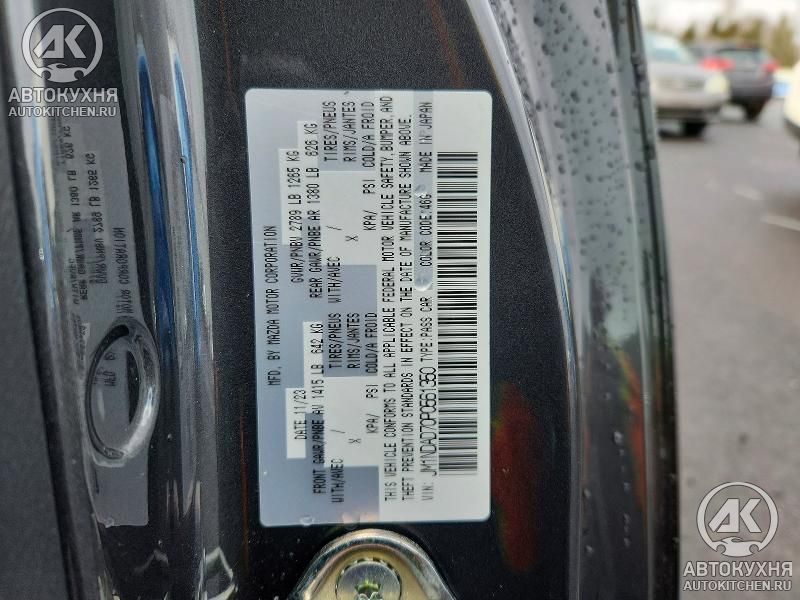 AK
АВТОКУХНЯ
AUTOKITCHEN.RU
MFD. BY MAZDA MOTOR CORPORATION
DATE 11/23 GVWR/PNBV 2789 LB 1265 KG
FRONT GAWR/PNBE AV 1415 LB 642 KG REAR GAWR/PNBE AR 1380 LB 626 KG
WITH/AVEC TIRES/PNEUS WITH/AVEC TIRES/PNEUS
X RIMS/JANTES X RIMS/JANTES
KPA/ PSI COLD/A FROID KPA/ PSI COLD/A FROID
THIS VEHICLE CONFORMS TO ALL APPLICABLE FEDERAL MOTOR VEHICLE SAFETY, BUMPER, AND
THEFT PREVENTION STANDARDS IN EFFECT ON THE DATE OF MANUFACTURE SHOWN ABOVE.
VIN: JM1NDAD70P0561360 TYPE:PASS CAR COLOR CODE:46G MADE IN JAPAN
AK
АВТОКУХНЯ
AUTOKITCHEN.RU